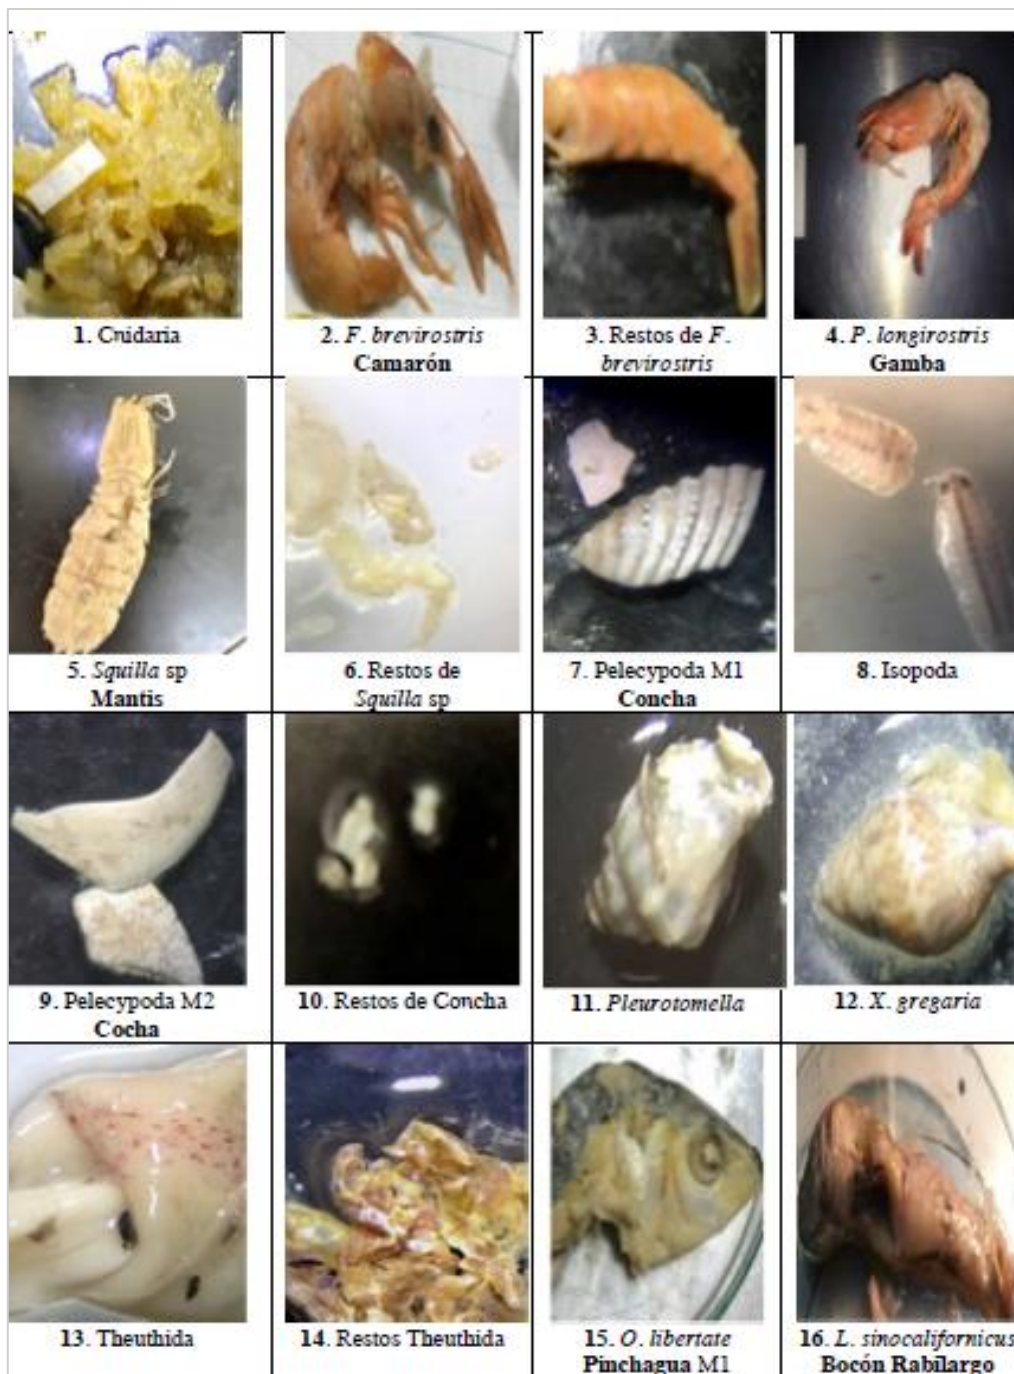 1. Cnidaria
2. F. brevirostris
Camarón
3. Restos de F.
brevirostris
4. P. longirostris
Gamba
5. Squilla sp
Mantis
6. Restos de
Squilla sp
7. Pelecypoda M1
Concha
8. Isopoda
9. Pelecypoda M2
Cocha
10. Restos de Concha
11. Pleurotomella
12. X. gregaria
13. Theuthida
14. Restos Theuthida
15. O. libertate
Pinchagua M1
16. L. sinocalifornicus
Bocón Rabilargo